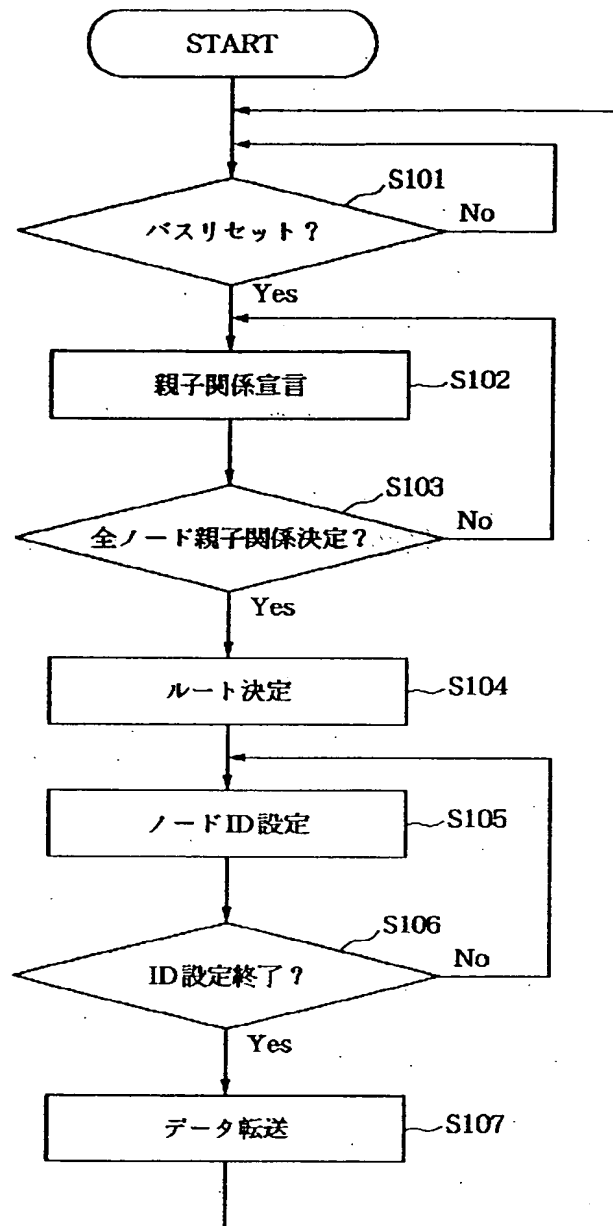 START
S101
バスリセット?
No
Yes
親子関係宣言
S102
S103
全ノード親子関係決定?
No
Yes
ルート決定
S104
ノードID設定
S105
S106
ID設定終了?
No
Yes
データ転送
S107